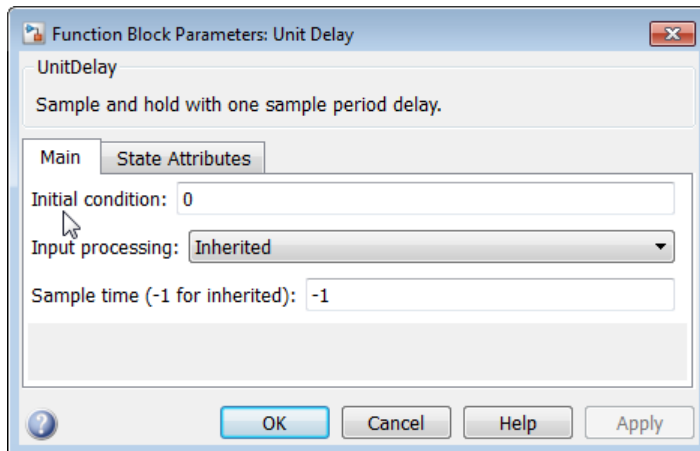 Function Block Parameters: Unit Delay
UnitDelay
Sample and hold with one sample period delay.
Main State Attributes
Initial condition: 0
Input processing: Inherited
Sample time (-1 for inherited): -1
? OK Cancel Help Apply